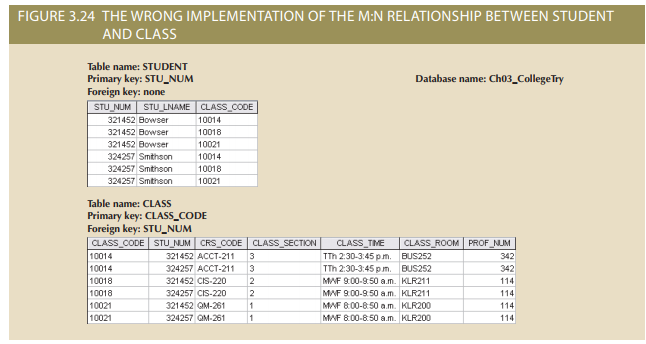 FIGURE 3.24 THE WRONG IMPLEMENTATION OF THE M:N RELATIONSHIP BETWEEN STUDENT
AND CLASS
Table name: STUDENT
Primary key: STU_NUM Database name: Ch03_CollegeTry
Foreign key: none
STU_NUM STU_LNAME CLASS_CODE
321452 Bowser 10014
321452 Bowser 10018
321452 Bowser 10021
324257 Smithson 10014
324257 Smithson 10018
324257 Smithson 10021
Table name: CLASS
Primary key: CLASS_CODE
Foreign key: STU_NUM
CLASS_CODE STU_NUM CRS_CODE CLASS_SECTION CLASS_TIME CLASS_ROOM PROF_NUM
10014 321452 ACCT-211 3 TTh 2:30-3:45 p.m. BUS252 342
10014 324257 ACCT-211 3 TTh 2:30-3:45 p.m. BUS252 342
10018 321452 CIS-220 2 MWF 9:00-9:50 a.m. KLR211 114
10018 324257 CIS-220 2 MWF 9:00-9:50 a.m. KLR211 114
10021 321452 QM-261 1 MWF 8:00-8:50 a.m. KLR200 114
10021 324257 QM-261 1 MWF 8:00-8:50 a.m. KLR200 114